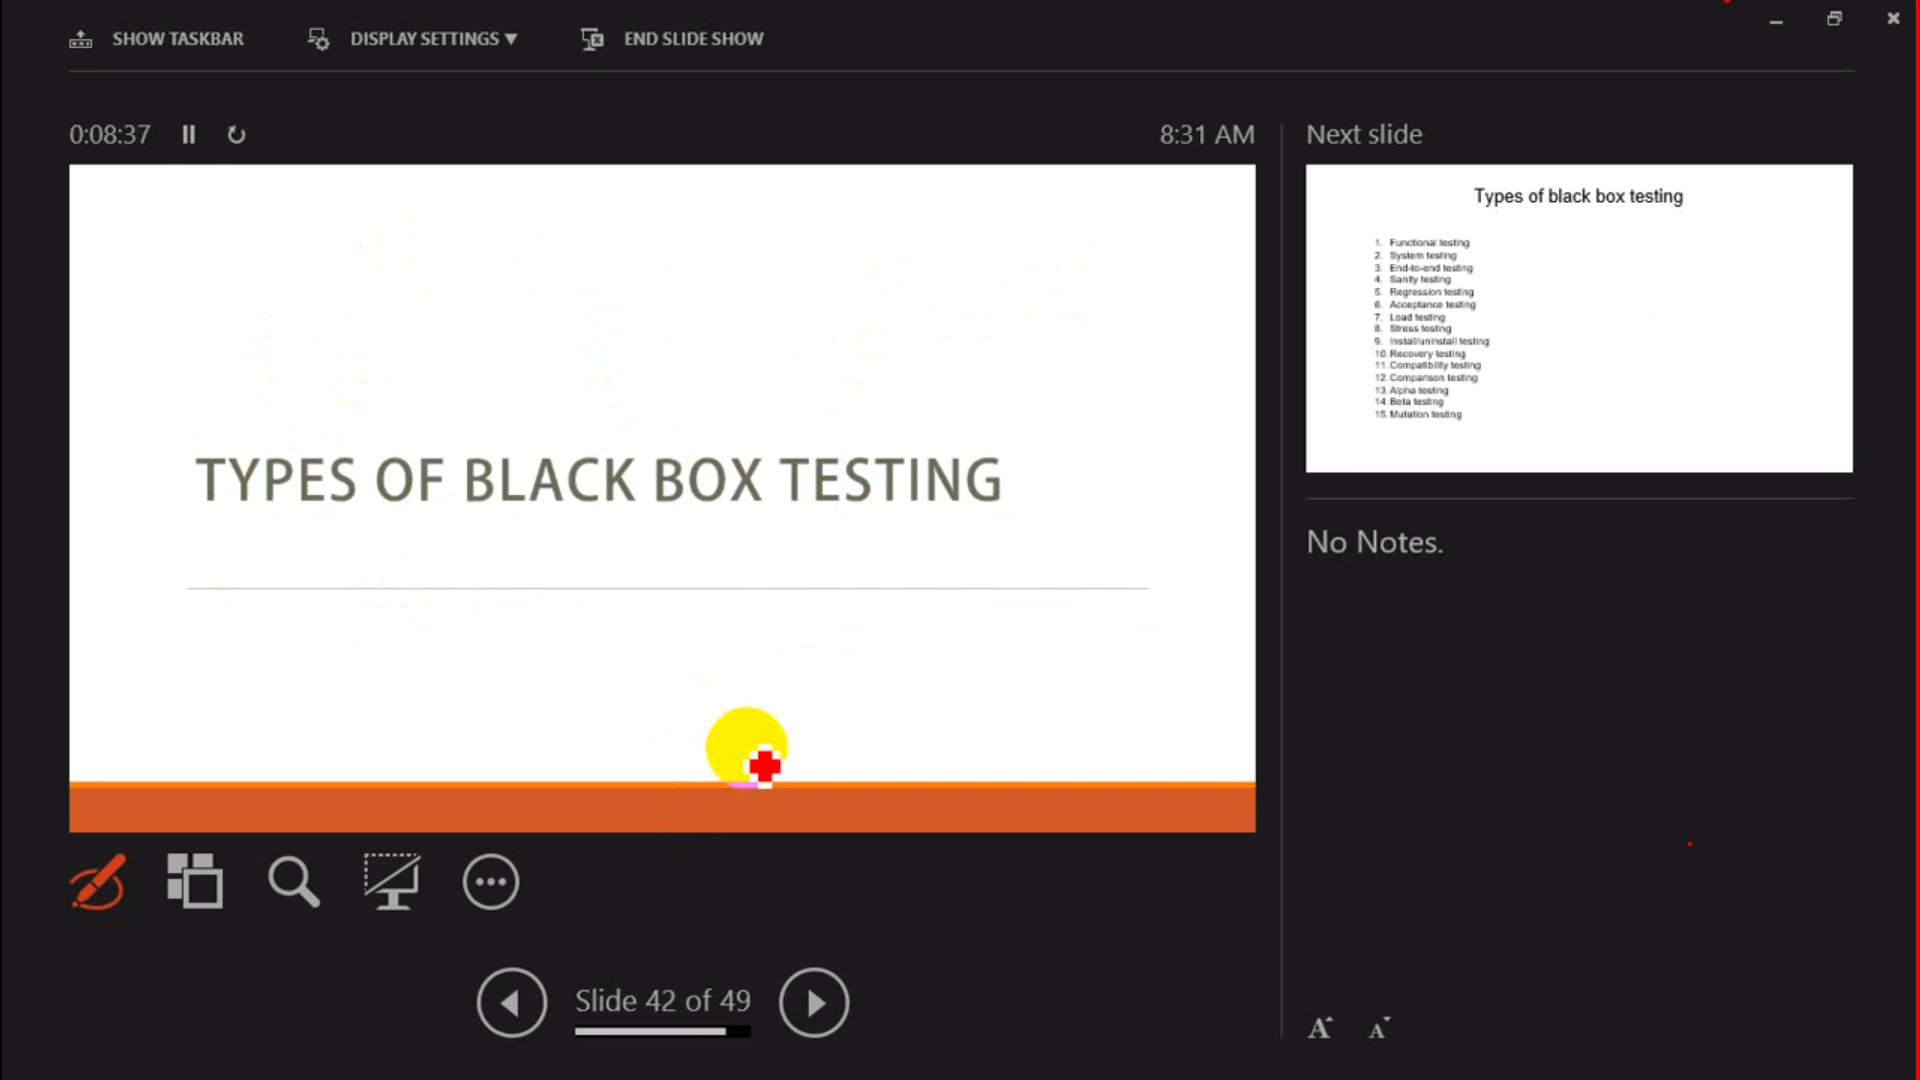 SHOW TASKBAR
DISPLAY SETTINGS ▼
END SLIDE SHOW
0:08:37
8:31 AM
TYPES OF BLACK BOX TESTING
Slide 42 of 49
Next slide
Types of black box testing
1. Functional testing
2. System testing
3. End-to-end testing
4. Sanity testing
5. Regression testing
6. Acceptance testing
7. Load testing
8. Stress testing
9. Install/uninstall testing
10. Recovery testing
11. Compatibility testing
12. Comparison testing
13. Alpha testing
14. Beta testing
15. Mutation testing
No Notes.
A A